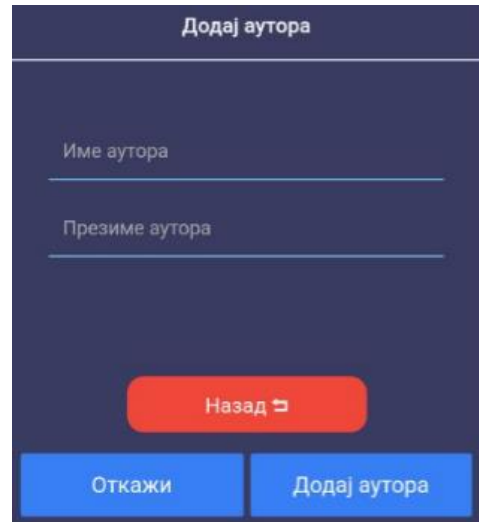 Додај аутора
Име аутора
Презиме аутора
Назад ⮌
Откажи
Додај аутора